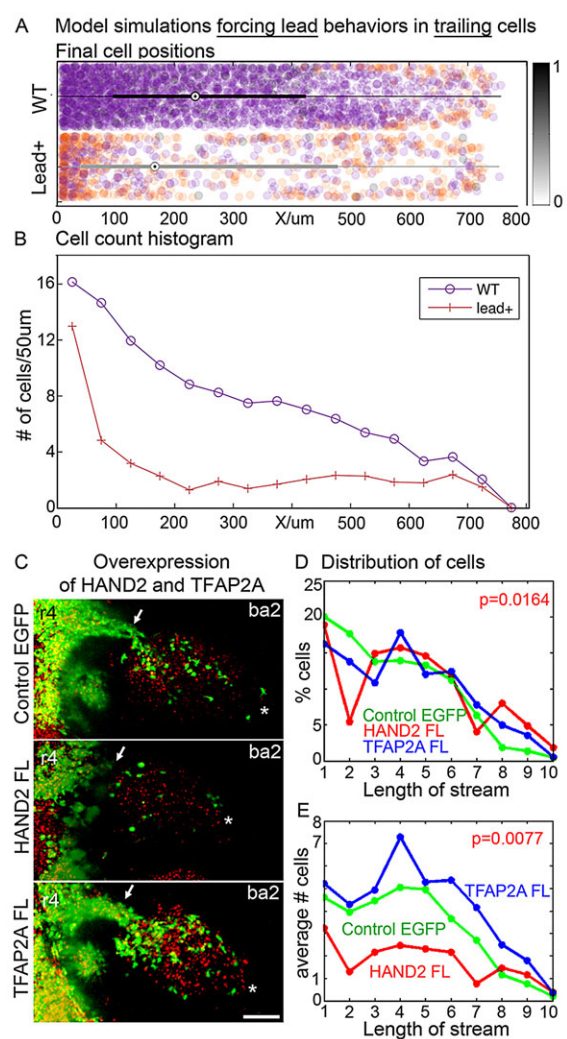 A Model simulations forcing lead behaviors in trailing cells
Final cell positions
WT
Lead+
1
0
0 100 200 300 X/um 500 600 700 800
B Cell count histogram
# of cells/50um
16
12
8
4
0
WT
lead+
0 100 200 300 X/um 500 600 700 800
C Overexpression
of HAND2 and TFAP2A
Control EGFP
r4
ba2
*
HAND2 FL
r4
ba2
*
TFAP2A FL
r4
ba2
*
D Distribution of cells
% cells
25
20
5
0
p=0.0164
Control EGFP
HAND2 FL
TFAP2A FL
1 2 3 4 5 6 7 8 9 10
Length of stream
E
average # cells
8
7
1
0
p=0.0077
TFAP2A FL
Control EGFP
HAND2 FL
1 2 3 4 5 6 7 8 9 10
Length of stream